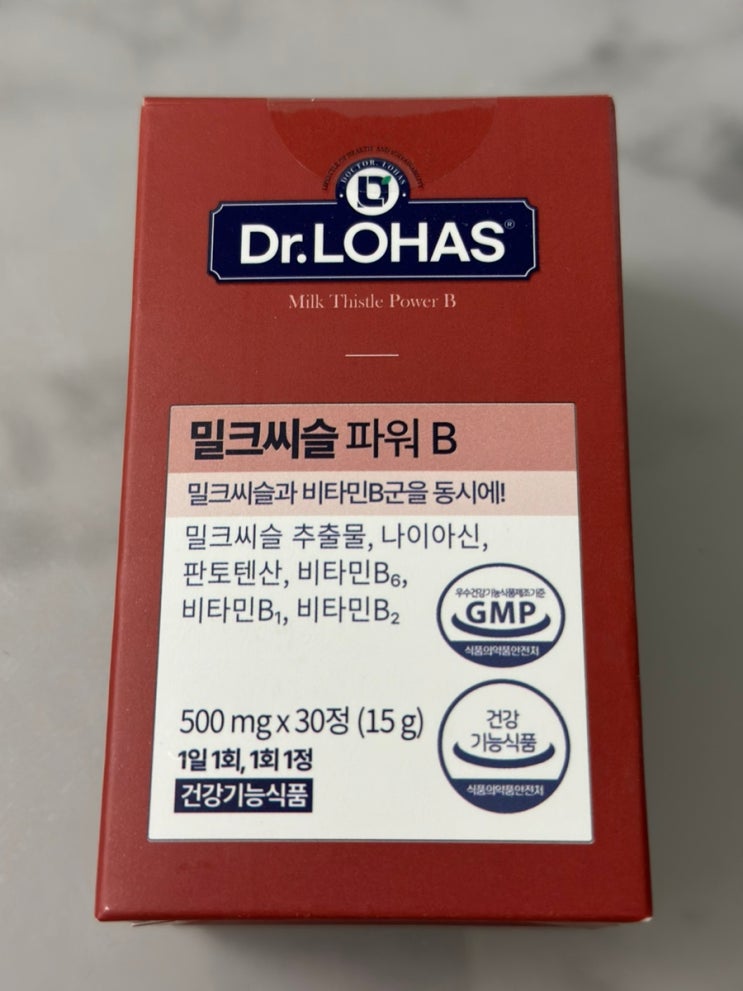 DOCTOR. LOHAS
Dr.LOHAS®
Milk Thistle Power B
밀크씨슬 파워 B
밀크씨슬과 비타민B군을 동시에!
밀크씨슬 추출물, 나이아신,
판토텐산, 비타민B₆,
비타민B₁, 비타민B₂
우수건강기능식품제조기준
GMP
식품의약품안전처
500 mg x 30정 (15 g)
1일 1회, 1회 1정
건강기능식품
건강
기능식품
식품의약품안전처